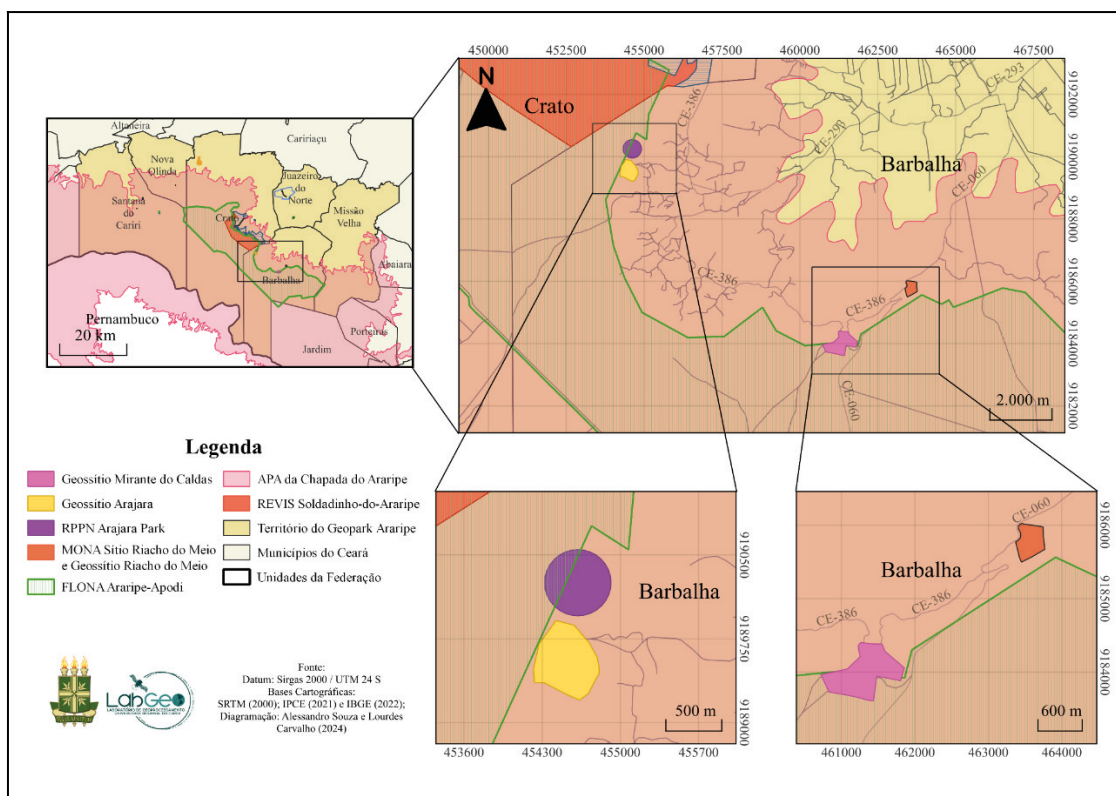 450000 452500 455000 457500 460000 462500 465000 467500
N
Crato
Barbalha
CE-386
CE-293
CE-293
CE-060
CE-386
CE-386
CE-060
2.000 m
9192000
9190000
9188000
9186000
9184000
9182000
Altaneira
Caririaçu
Nova
Olinda
Juazeiro
do
Norte
Santana
do
Cariri
Crato
Missão
Velha
Barbalha
Abaiara
Pernambuco
20 km
Porteiras
Jardim
Legenda
Geossítio Mirante do Caldas
Geossítio Arajara
RPPN Arajara Park
MONA Sítio Riacho do Meio
e Geossítio Riacho do Meio
FLONA Araripe-Apodi
APA da Chapada do Araripe
REVIS Soldadinho-do-Araripe
Território do Geopark Araripe
Municípios do Ceará
Unidades da Federação
LabGeo
LABORATÓRIO DE GEOPROCESSAMENTO
Fonte:
Datum: Sirgas 2000 / UTM 24 S
Bases Cartográficas:
SRTM (2000); IPCE (2021) e IBGE (2022);
Diagramação: Alessandro Souza e Lourdes
Carvalho (2024)
Barbalha
500 m
9190500
9189750
9189000
453600 454300 455000 455700
Barbalha
CE-060
CE-386
CE-386
600 m
9186000
9185000
9184000
461000 462000 463000 464000